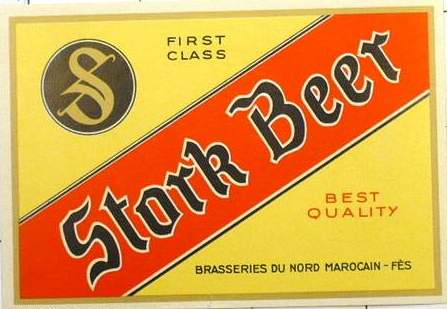 S
FIRST
CLASS
Stork Beer
BEST
QUALITY
BRASSERIES DU NORD MAROCAIN - FÈS